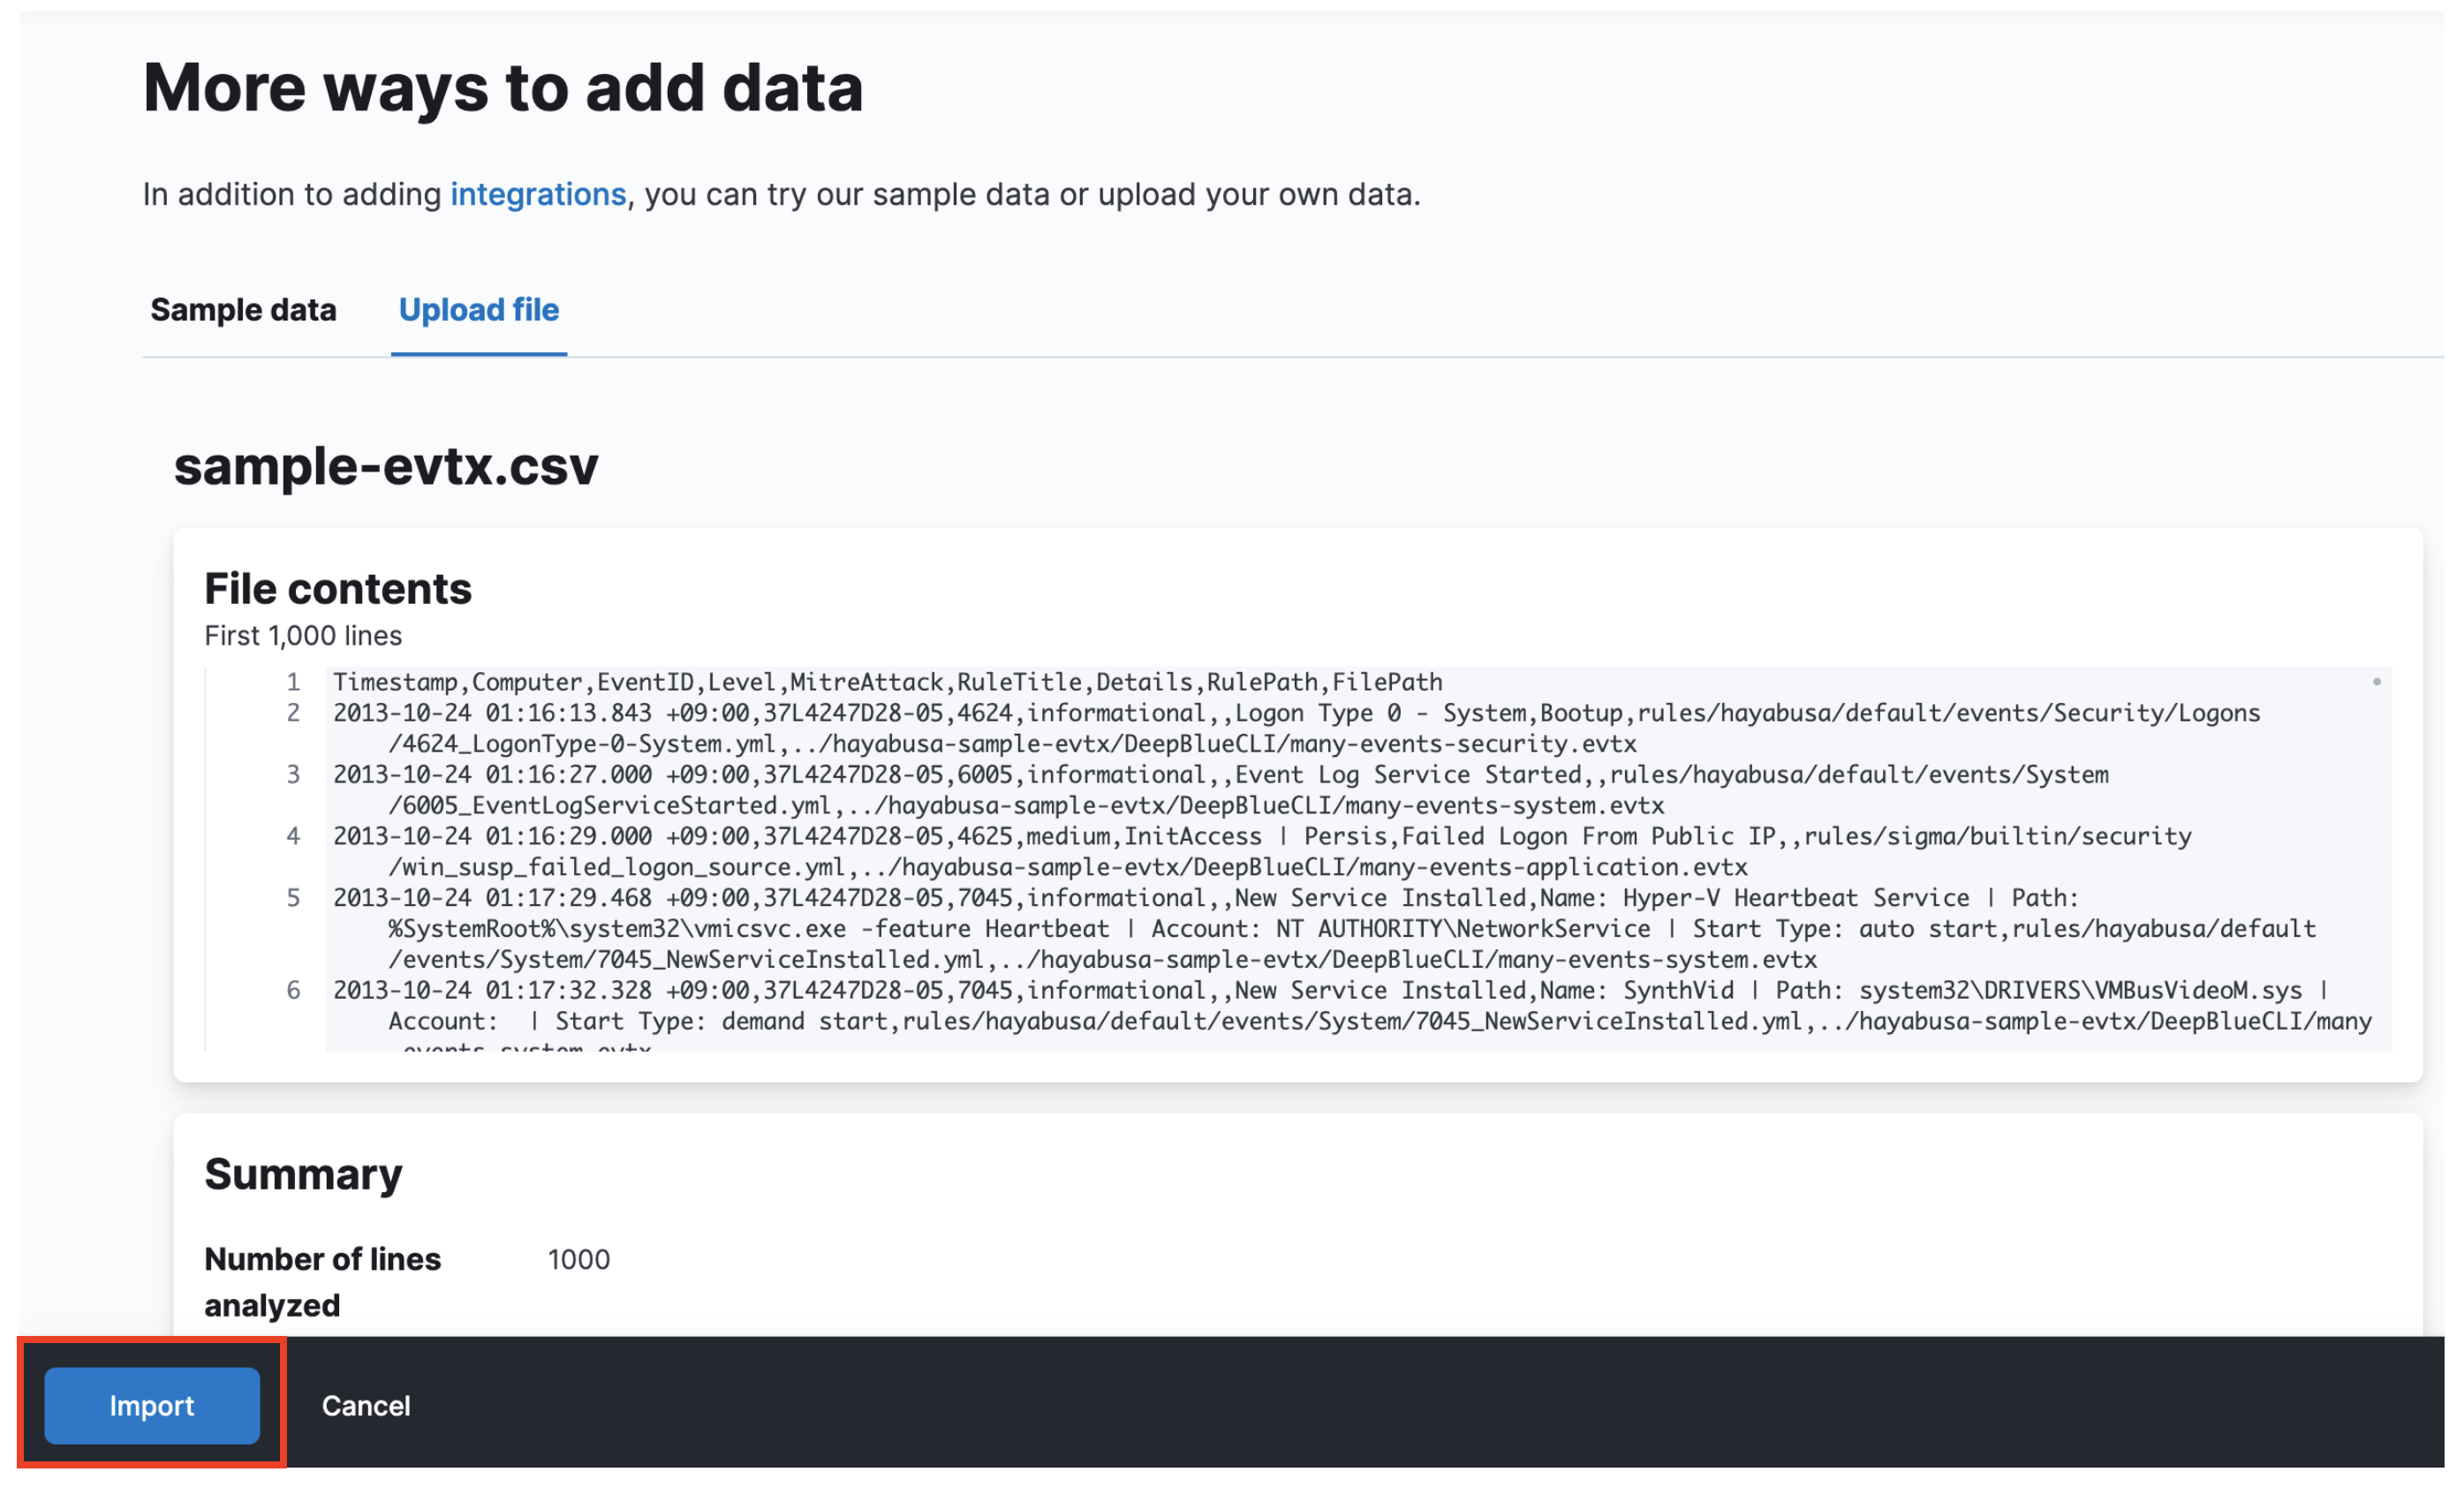 More ways to add data
In addition to adding integrations, you can try our sample data or upload your own data.
Sample data
Upload file
sample-evtx.csv
File contents
First 1,000 lines
1 Timestamp,Computer,EventID,Level,MitreAttack,RuleTitle,Details,RulePath,FilePath
2 2013-10-24 01:16:13.843 +09:00,37L4247D28-05,4624,informational,,Logon Type 0 - System,Bootup,rules/hayabusa/default/events/Security/Logons
/4624_LogonType-0-System.yml,../hayabusa-sample-evtx/DeepBlueCLI/many-events-security.evtx
3 2013-10-24 01:16:27.000 +09:00,37L4247D28-05,6005,informational,,Event Log Service Started,,rules/hayabusa/default/events/System
/6005_EventLogServiceStarted.yml,../hayabusa-sample-evtx/DeepBlueCLI/many-events-system.evtx
4 2013-10-24 01:16:29.000 +09:00,37L4247D28-05,4625,medium,InitAccess | Persis,Failed Logon From Public IP,,rules/sigma/builtin/security
/win_susp_failed_logon_source.yml,../hayabusa-sample-evtx/DeepBlueCLI/many-events-application.evtx
5 2013-10-24 01:17:29.468 +09:00,37L4247D28-05,7045,informational,,New Service Installed,Name: Hyper-V Heartbeat Service | Path:
%SystemRoot%\system32\vmicsvc.exe -feature Heartbeat | Account: NT AUTHORITY\NetworkService | Start Type: auto start,rules/hayabusa/default
/events/System/7045_NewServiceInstalled.yml,../hayabusa-sample-evtx/DeepBlueCLI/many-events-system.evtx
6 2013-10-24 01:17:32.328 +09:00,37L4247D28-05,7045,informational,,New Service Installed,Name: SynthVid | Path: system32\DRIVERS\VMBusVideoM.sys |
Account:  | Start Type: demand start,rules/hayabusa/default/events/System/7045_NewServiceInstalled.yml,../hayabusa-sample-evtx/DeepBlueCLI/many
Summary
Number of lines
analyzed
1000
Import
Cancel